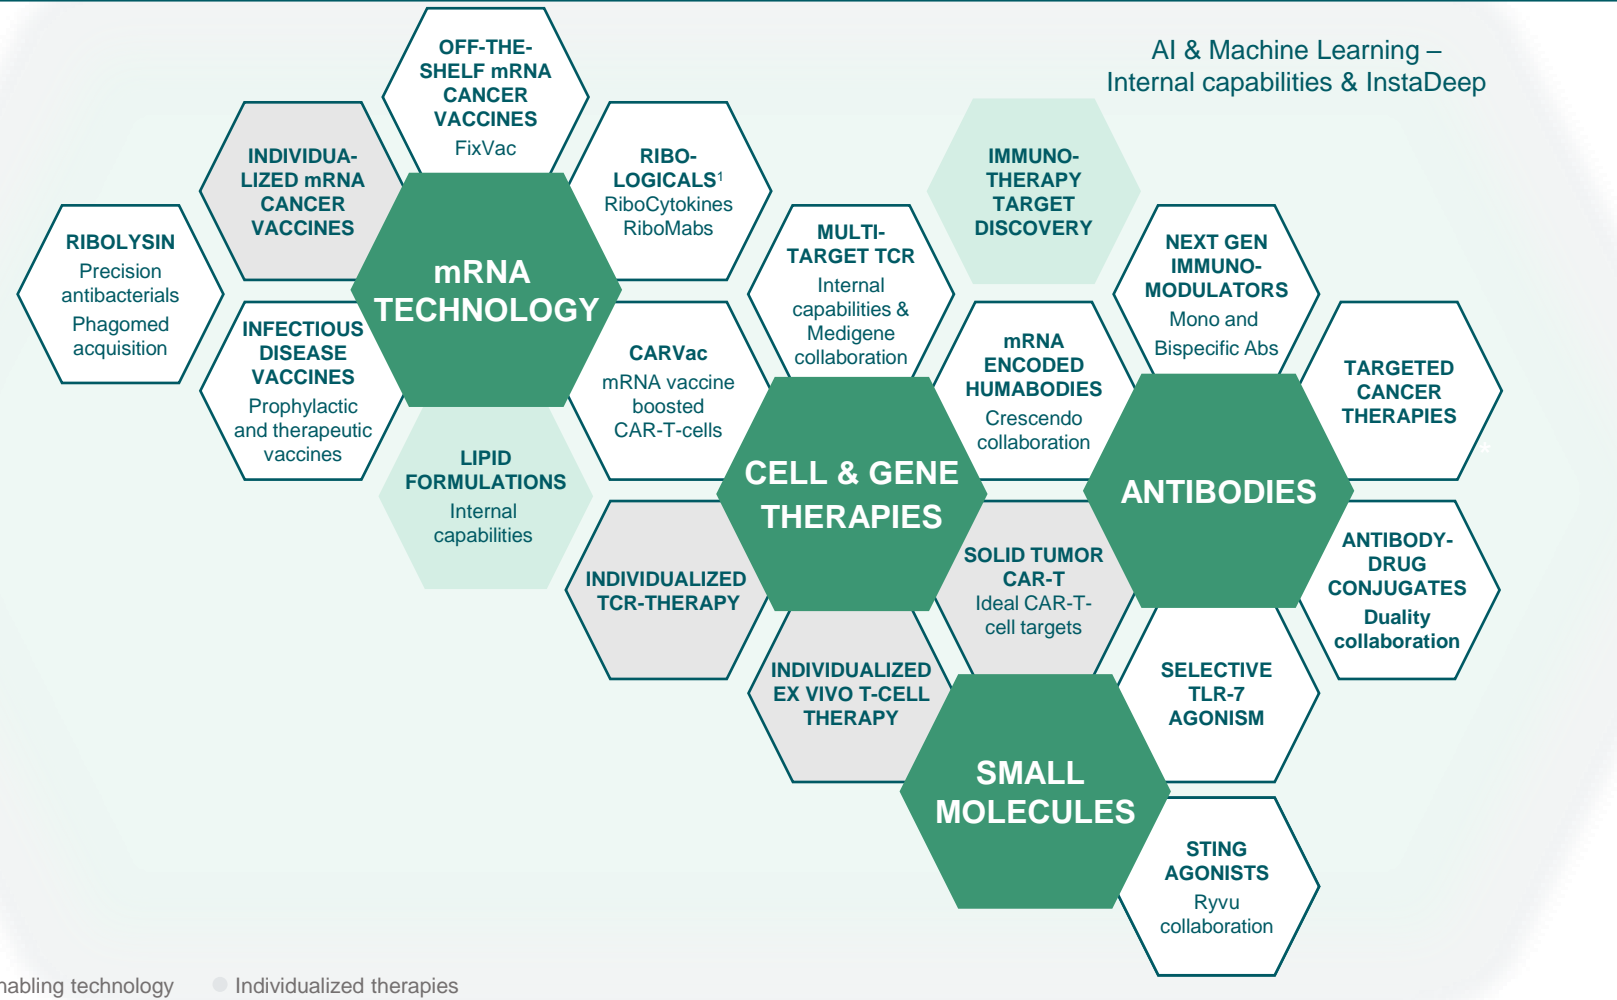 AI & Machine Learning –
Internal capabilities & InstaDeep
OFF-THE-
SHELF mRNA
CANCER
VACCINES
FixVac
INDIVIDUA-
LIZED mRNA
CANCER
VACCINES
RIBO-
LOGICALS¹
RiboCytokines
RiboMabs
IMMUNO-
THERAPY
TARGET
DISCOVERY
RIBOLYSIN
Precision
antibacterials
Phagomed
acquisition
mRNA
TECHNOLOGY
MULTI-
TARGET TCR
Internal
capabilities &
Medigene
collaboration
NEXT GEN
IMMUNO-
MODULATORS
Mono and
Bispecific Abs
INFECTIOUS
DISEASE
VACCINES
Prophylactic
and therapeutic
vaccines
CARVac
mRNA vaccine
boosted
CAR-T-cells
mRNA
ENCODED
HUMABODIES
Crescendo
collaboration
TARGETED
CANCER
THERAPIES
*
LIPID
FORMULATIONS
Internal
capabilities
CELL & GENE
THERAPIES
ANTIBODIES
INDIVIDUALIZED
TCR-THERAPY
SOLID TUMOR
CAR-T
Ideal CAR-T-
cell targets
ANTIBODY-
DRUG
CONJUGATES
Duality
collaboration
INDIVIDUALIZED
EX VIVO T-CELL
THERAPY
SELECTIVE
TLR-7
AGONISM
SMALL
MOLECULES
STING
AGONISTS
Ryvu
collaboration
nabling technology
Individualized therapies